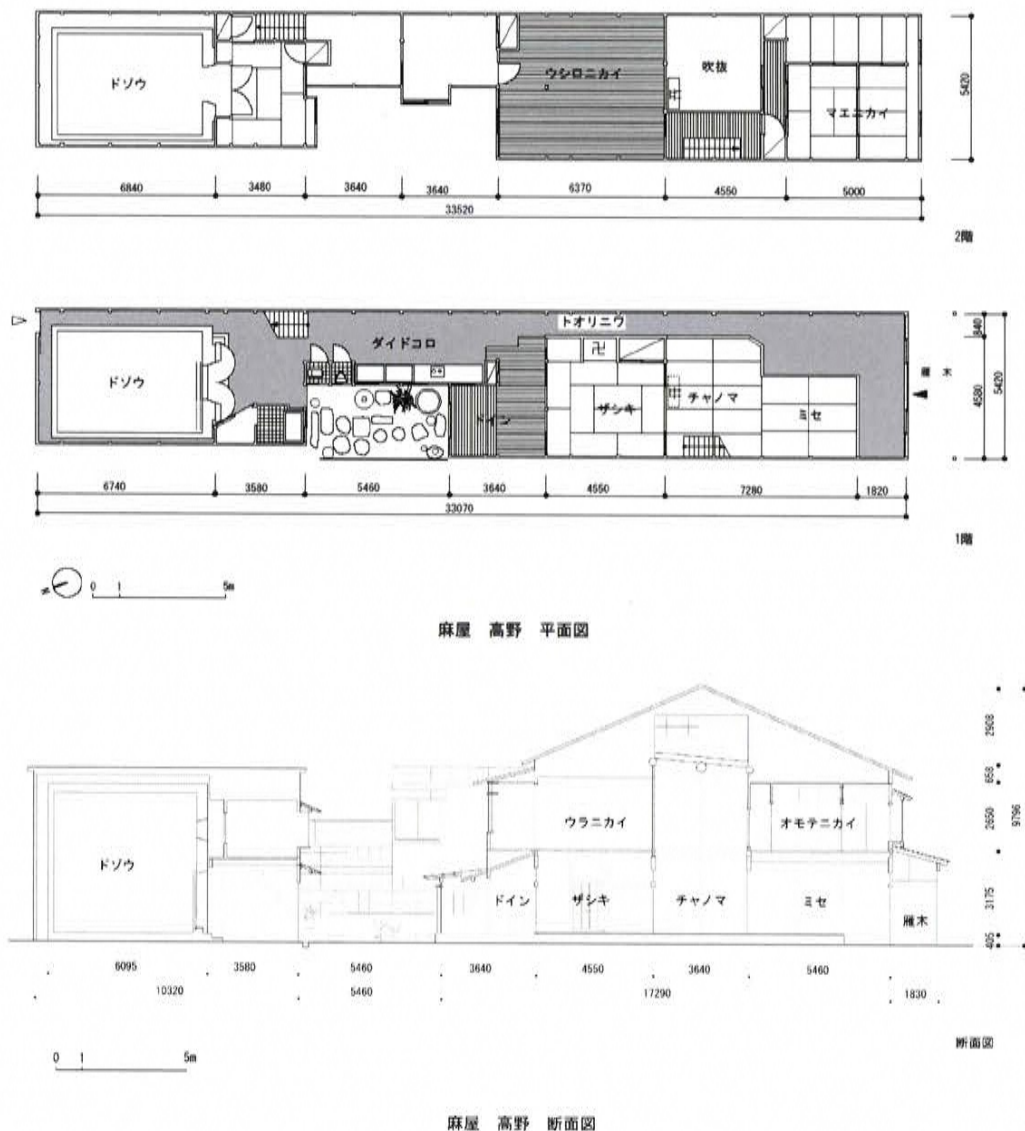 ドゾウ
ウシロニカイ
吹抜
マエニカイ
5420
6840 3480 3640 3640 6370 4550 5000
33520
2階
トオリニワ
ダイドコロ
卍
ドゾウ
ドイン
ザシキ
チャノマ
ミセ
雁木
840
4580
5420
6740 3580 5460 3640 4550 7280 1820
33070
1階
N
0 1 5m
麻屋 高野 平面図
2908
658
2650
9796
3175
405
ウラニカイ
オモテニカイ
ドゾウ
ドイン
ザシキ
チャノマ
ミセ
雁木
6095 3580 5460 3640 4550 3640 5460
10320 5460 17290 1830
断面図
0 1 5m
麻屋 高野 断面図